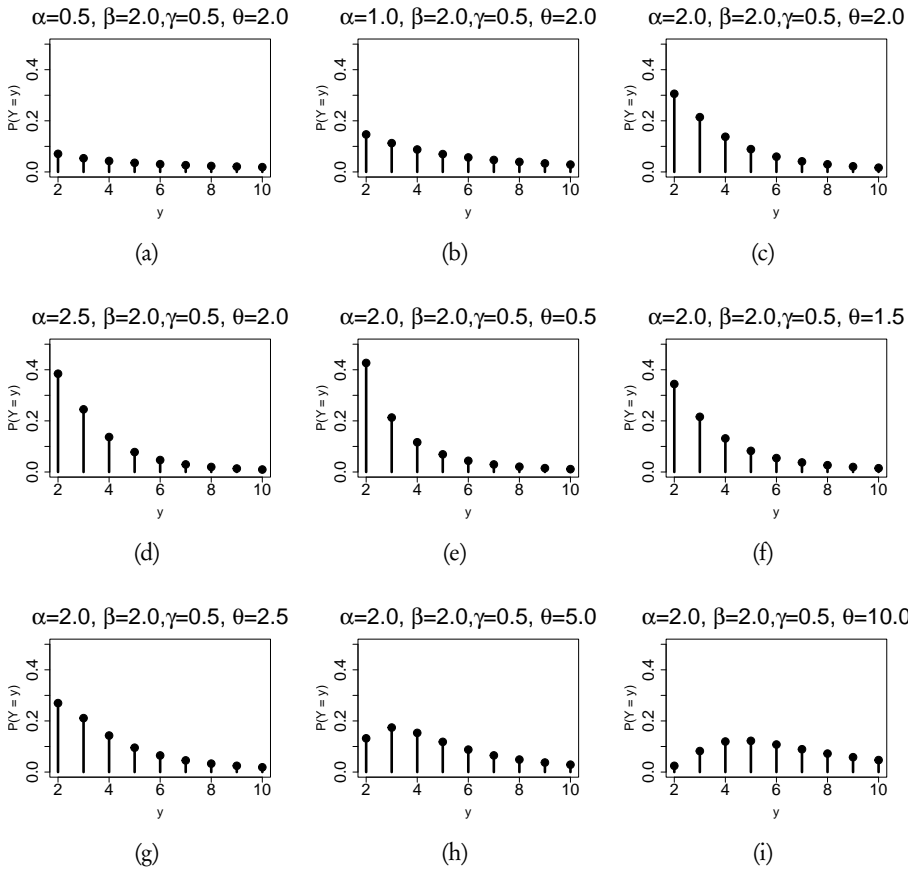 α=0.5, β=2.0,γ=0.5, θ=2.0
P(Y = y)
0.0 0.2 0.4
2 4 6 8 10
y
(a)
α=1.0, β=2.0,γ=0.5, θ=2.0
P(Y = y)
0.0 0.2 0.4
2 4 6 8 10
y
(b)
α=2.0, β=2.0,γ=0.5, θ=2.0
P(Y = y)
0.0 0.2 0.4
2 4 6 8 10
y
(c)
α=2.5, β=2.0,γ=0.5, θ=2.0
P(Y = y)
0.0 0.2 0.4
2 4 6 8 10
y
(d)
α=2.0, β=2.0,γ=0.5, θ=0.5
P(Y = y)
0.0 0.2 0.4
2 4 6 8 10
y
(e)
α=2.0, β=2.0,γ=0.5, θ=1.5
P(Y = y)
0.0 0.2 0.4
2 4 6 8 10
y
(f)
α=2.0, β=2.0,γ=0.5, θ=2.5
P(Y = y)
0.0 0.2 0.4
2 4 6 8 10
y
(g)
α=2.0, β=2.0,γ=0.5, θ=5.0
P(Y = y)
0.0 0.2 0.4
2 4 6 8 10
y
(h)
α=2.0, β=2.0,γ=0.5, θ=10.0
P(Y = y)
0.0 0.2 0.4
2 4 6 8 10
y
(i)